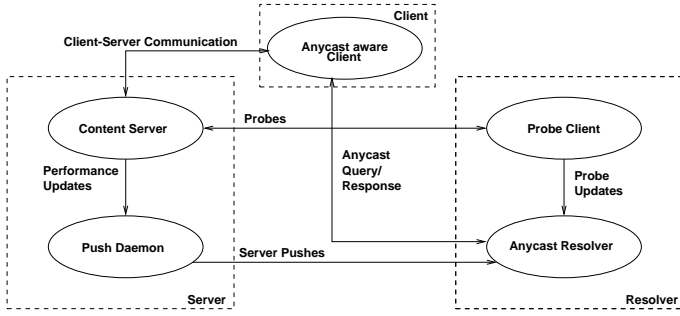 Client
Client-Server Communication
Anycast aware
Client
Content Server
Probes
Probe Client
Performance
Updates
Anycast
Query/
Response
Probe
Updates
Push Daemon
Server Pushes
Anycast Resolver
Server
Resolver